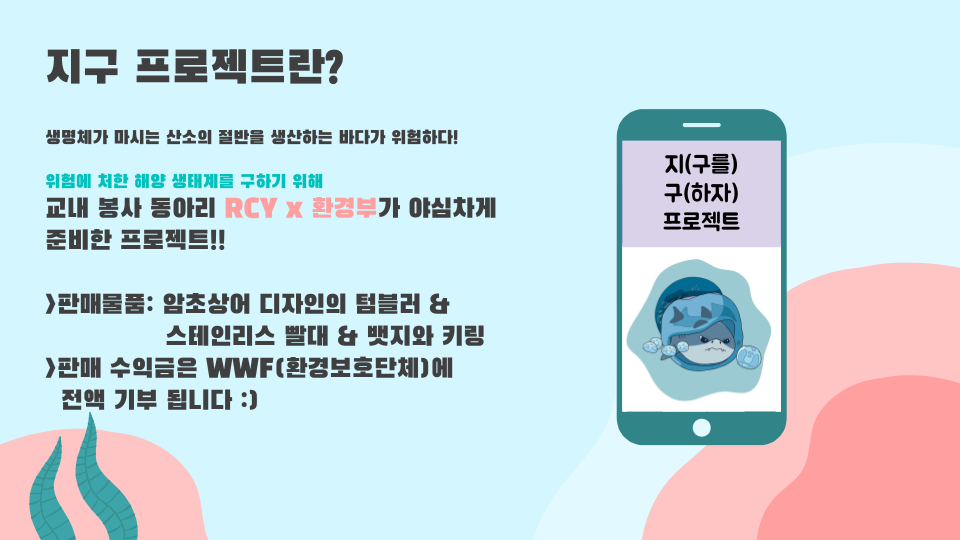 지구 프로젝트란?
생명체가 마시는 산소의 절반을 생산하는 바다가 위험하다!
위험에 처한 해양 생태계를 구하기 위해
교내 봉사 동아리 RCY x 환경부가 야심차게
준비한 프로젝트!!
>판매물품: 암초상어 디자인의 텀블러 &
스테인리스 빨대 & 뱃지와 키링
>판매 수익금은 WWF(환경보호단체)에
전액 기부 됩니다 :)
지(구를)
구(하자)
프로젝트